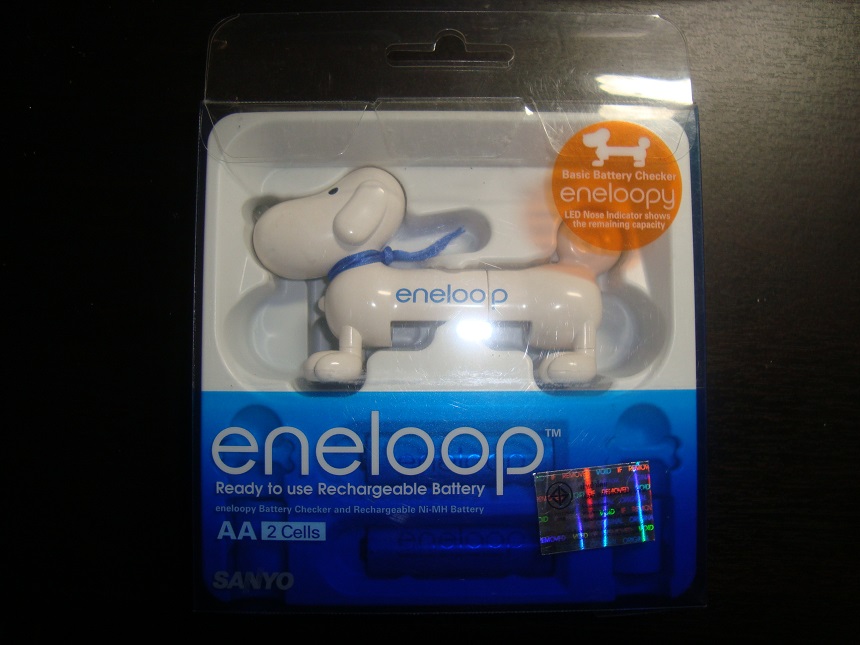 Basic Battery Checker
eneloopy
LED Nose Indicator shows
the remaining capacity
eneloop
eneloop™
Ready to use Rechargeable Battery
eneloopy Battery Checker and Rechargeable Ni-MH Battery
AA 2 Cells
SANYO